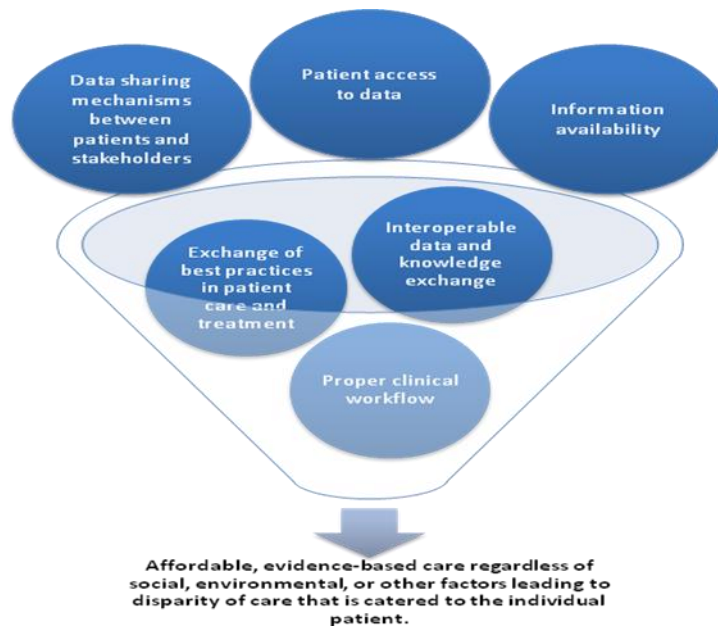 Data sharing
mechanisms
between
patients and
stakeholders
Patient access
to data
Information
availability
Exchange of
best practices
in patient
care and
treatment
Interoperable
data and
knowledge
exchange
Proper clinical
workflow
Affordable, evidence-based care regardless of
social, environmental, or other factors leading to
disparity of care that is catered to the individual
patient.